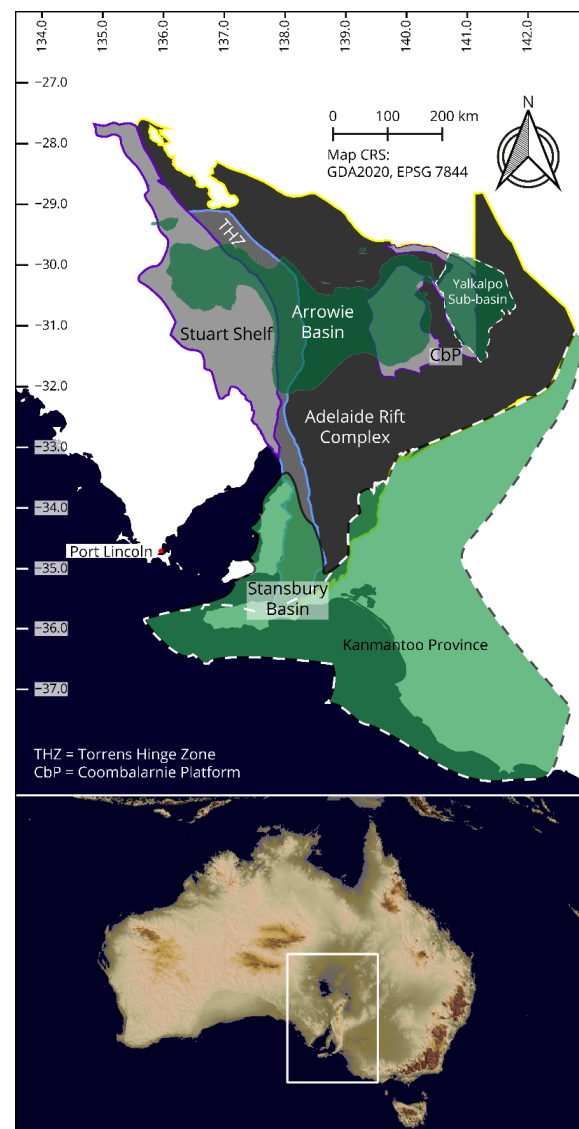 134.0
135.0
136.0
137.0
138.0
139.0
140.0
141.0
142.0
−27.0
−28.0
−29.0
−30.0
−31.0
−32.0
−33.0
−34.0
−35.0
−36.0
−37.0
0 100 200 km
Map CRS:
GDA2020, EPSG 7844
N
THZ
Yalkalpo
Sub-basin
Arrowie
Basin
Stuart Shelf
CbP
Adelaide Rift
Complex
Port Lincoln
Stansbury
Basin
Kanmantoo Province
THZ = Torrens Hinge Zone
CbP = Coombalarnie Platform